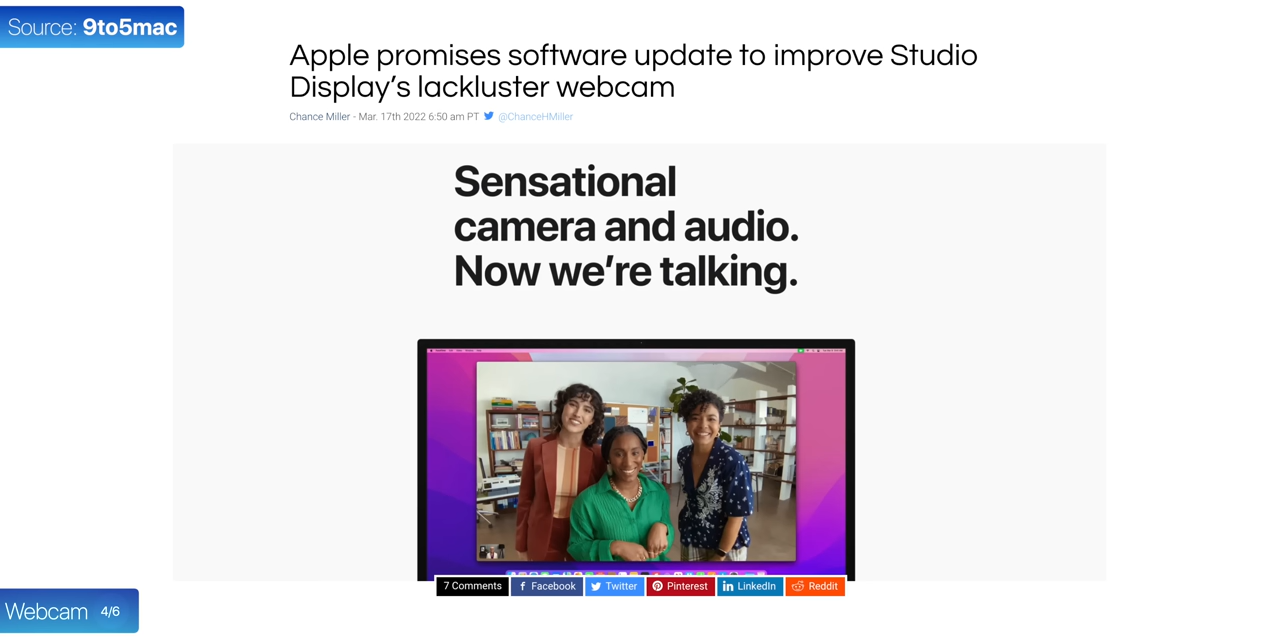 Source: 9to5mac
Apple promises software update to improve Studio
Display’s lackluster webcam
Chance Miller - Mar. 17th 2022 6:50 am PT @ChanceHMiller
Sensational
camera and audio.
Now we’re talking.
7 Comments Facebook Twitter Pinterest LinkedIn Reddit
Webcam 4/6